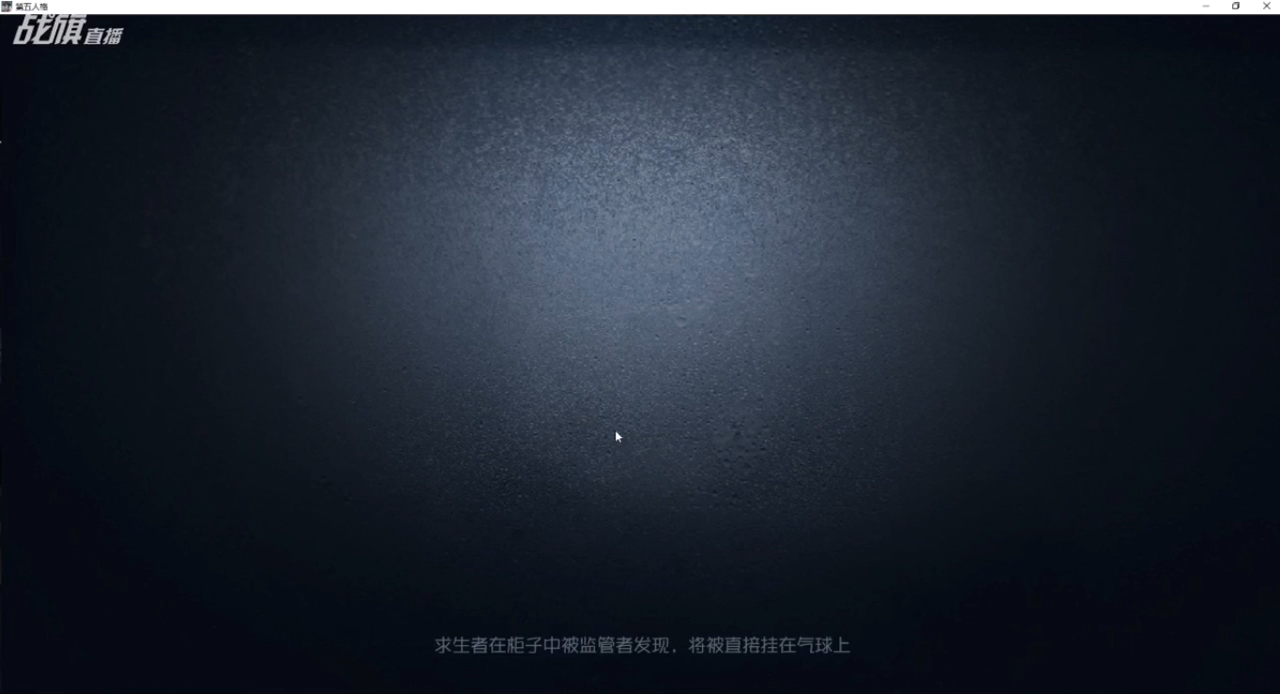 第五人格
战旗直播
求生者在柜子中被监管者发现，将被直接挂在气球上